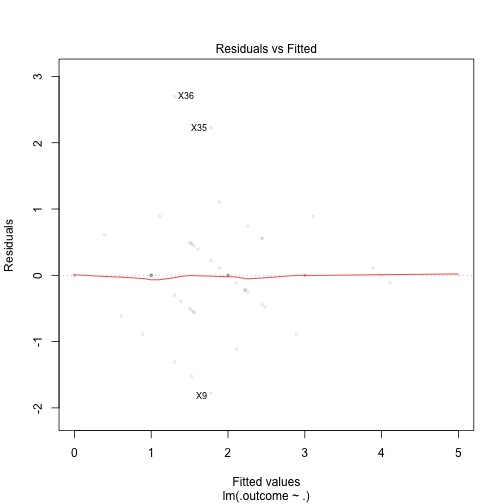 Residuals vs Fitted
3
2
1
0
-1
-2
Residuals
X36
X35
X9
0 1 2 3 4 5
Fitted values
lm(.outcome ~ .)